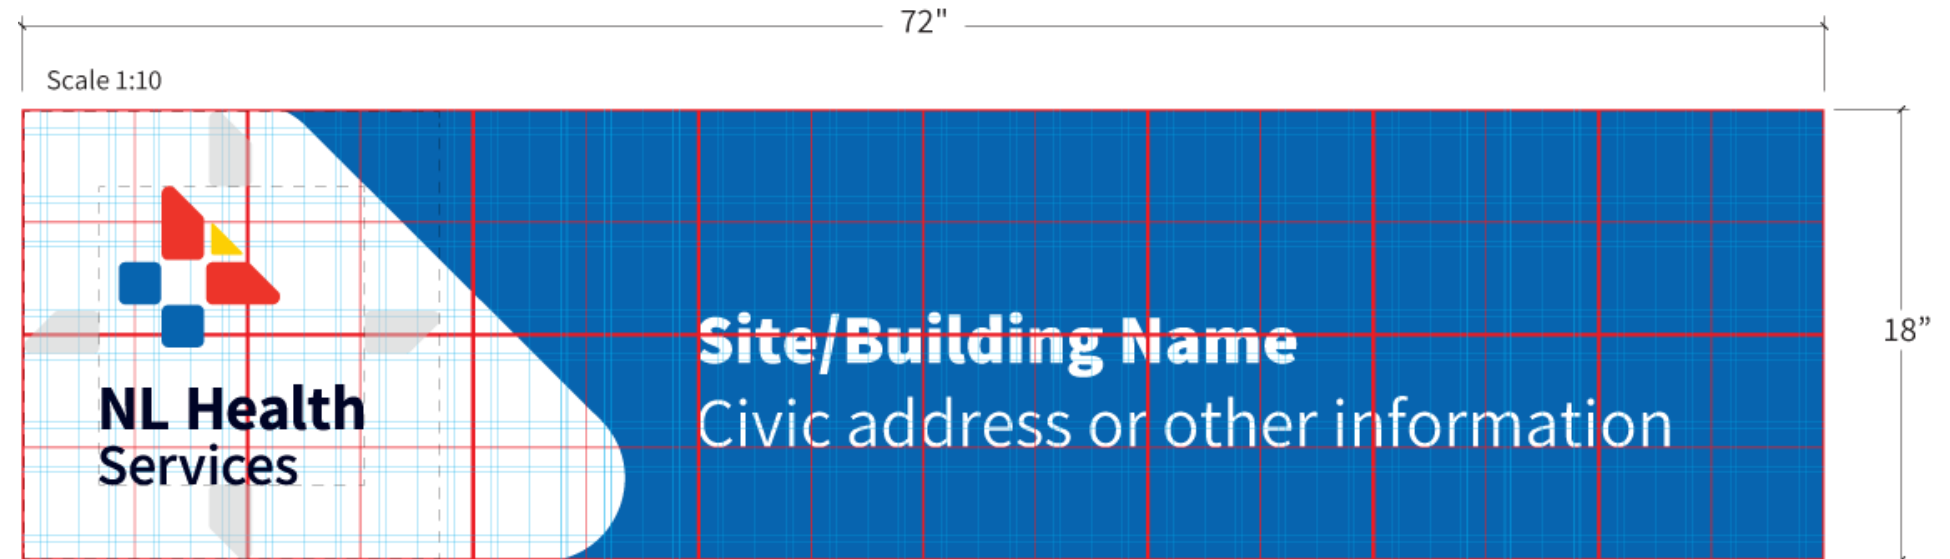 72"
Scale 1:10
18”
NL Health
Services
Site/Building Name
Civic address or other information